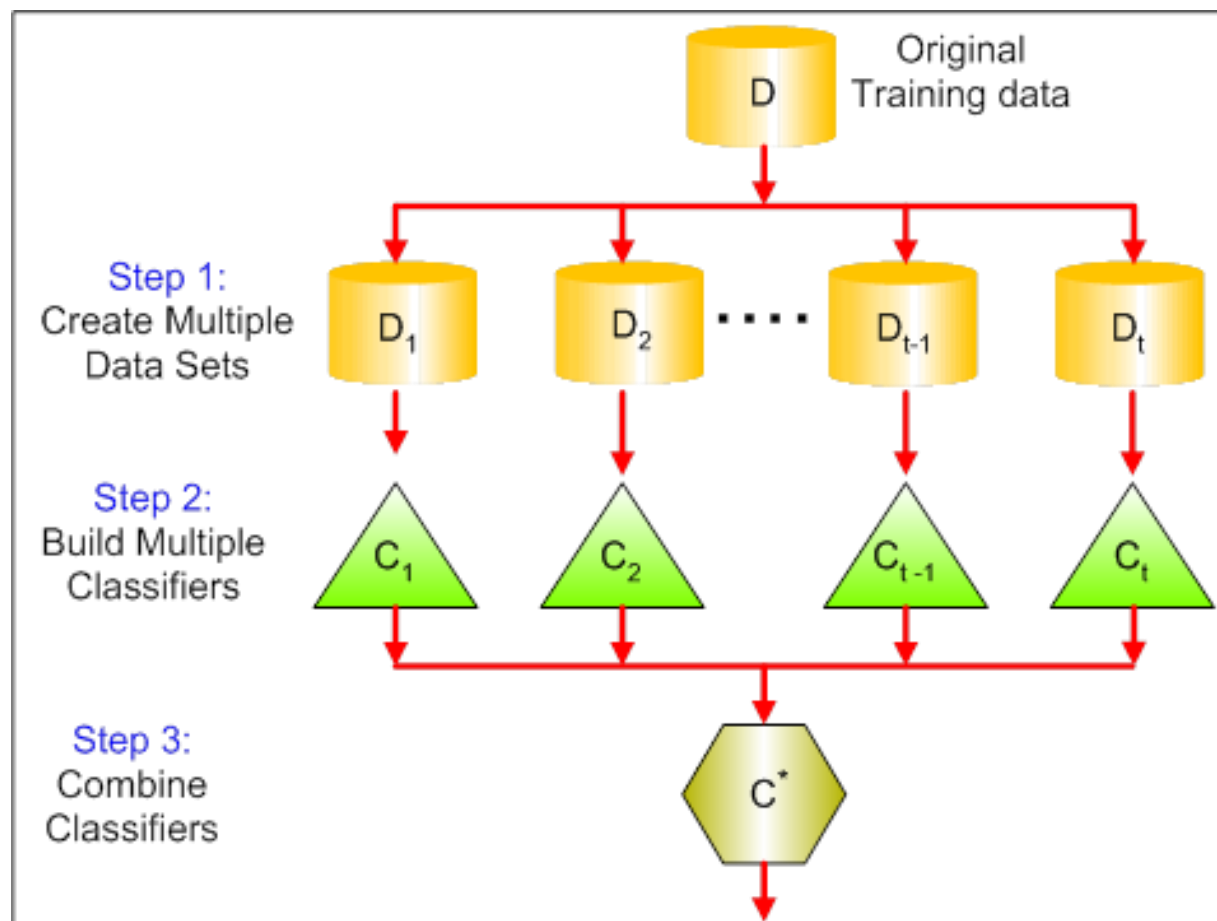 D
Original
Training data
Step 1:
Create Multiple
Data Sets
D₁
D₂
....
Dₜ₋₁
Dₜ
Step 2:
Build Multiple
Classifiers
C₁
C₂
Cₜ ₋₁
Cₜ
Step 3:
Combine
Classifiers
C*